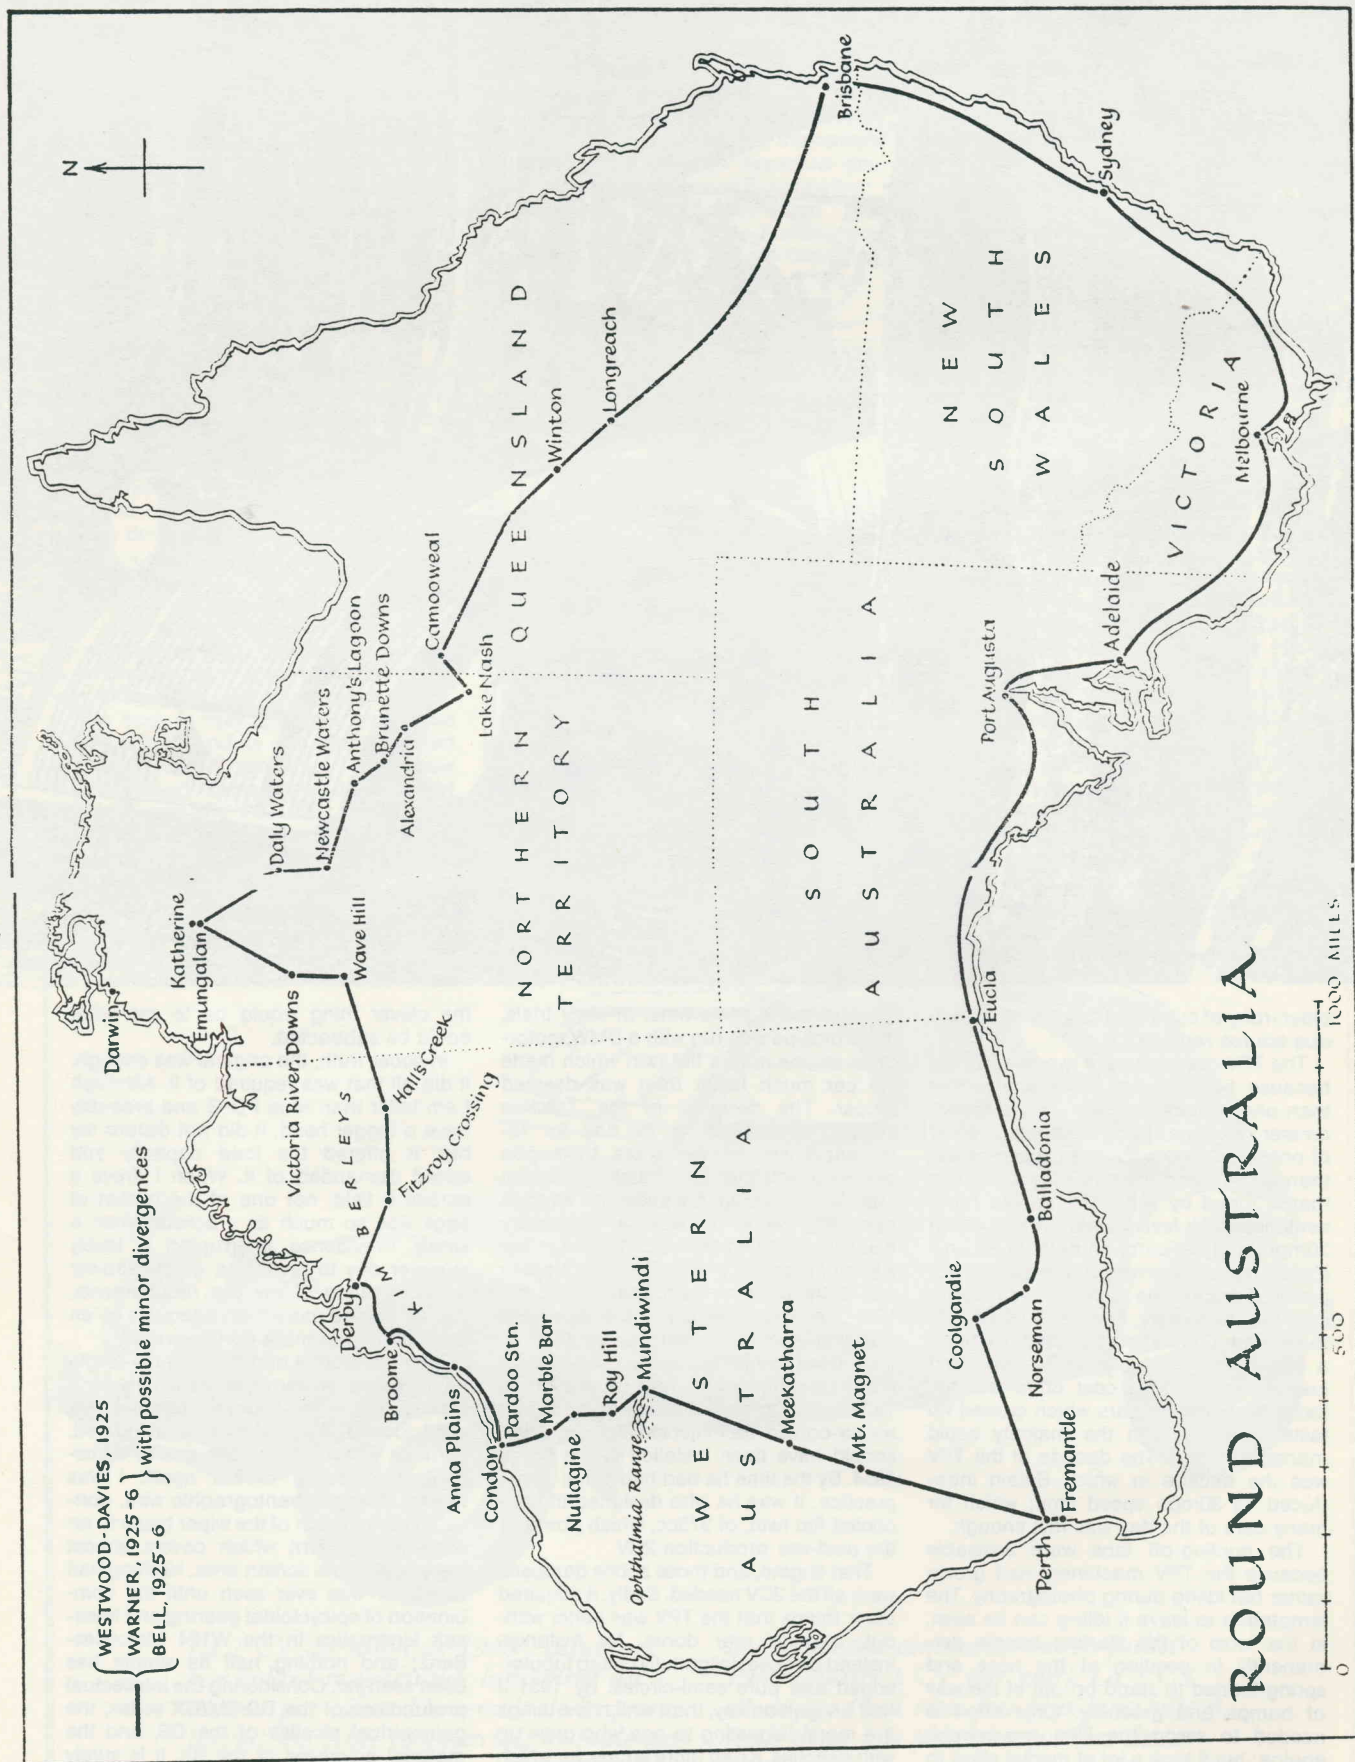 WESTWOOD-DAVIES, 1925
WARNER, 1925-6
BELL, 1925-6
with possible minor divergences
N
Darwin
Katherine
Emungalan
Victoria River Downs
Wave Hill
Daly Waters
Newcastle Waters
Anthony's Lagoon
Brunette Downs
Alexandria
Camooweal
Lake Nash
Hall's Creek
Fitzroy Crossing
KIMBERLEYS
Derby
Broome
Anna Plains
Condon
Pardoo Stn.
Marble Bar
Nulagine
Roy Hill
Ophthalmia Range
Mundiwindi
Meekatharra
Mt. Magnet
Perth
Fremantle
Coolgardie
Norseman
Balladonia
Eucla
Port Augusta
Adelaide
Melbourne
Sydney
Brisbane
Longreach
Winton
QUEENSLAND
NORTHERN
TERRITORY
WESTERN
AUSTRALIA
SOUTH
AUSTRALIA
NEW
SOUTH
WALES
VICTORIA
ROUND AUSTRALIA
0
500
1000 MILES